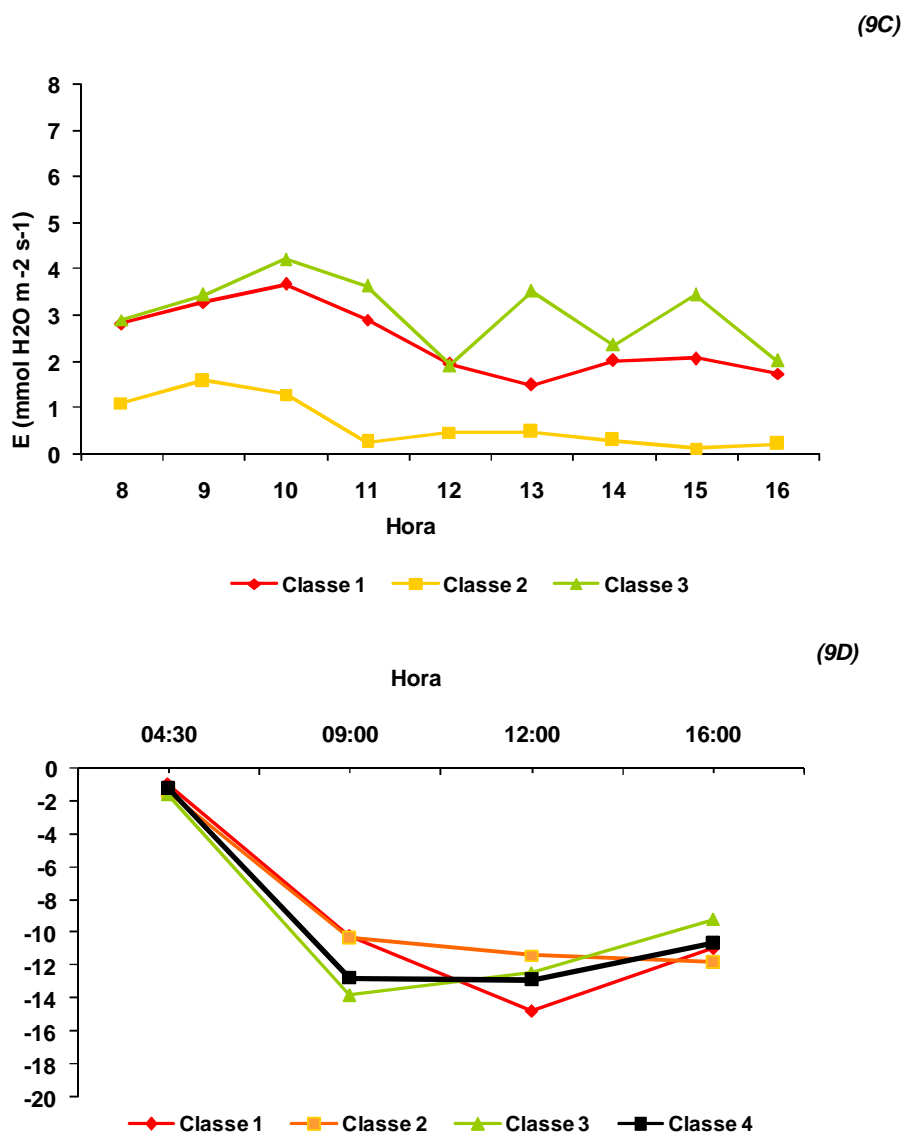 (9C)
8
7
6
5
4
3
2
1
0
E (mmol H2O m -2 s-1)
8 9 10 11 12 13 14 15 16
Hora
Classe 1 Classe 2 Classe 3
(9D)
Hora
04:30 09:00 12:00 16:00
0
-2
-4
-6
-8
-10
-12
-14
-16
-18
-20
Classe 1 Classe 2 Classe 3 Classe 4